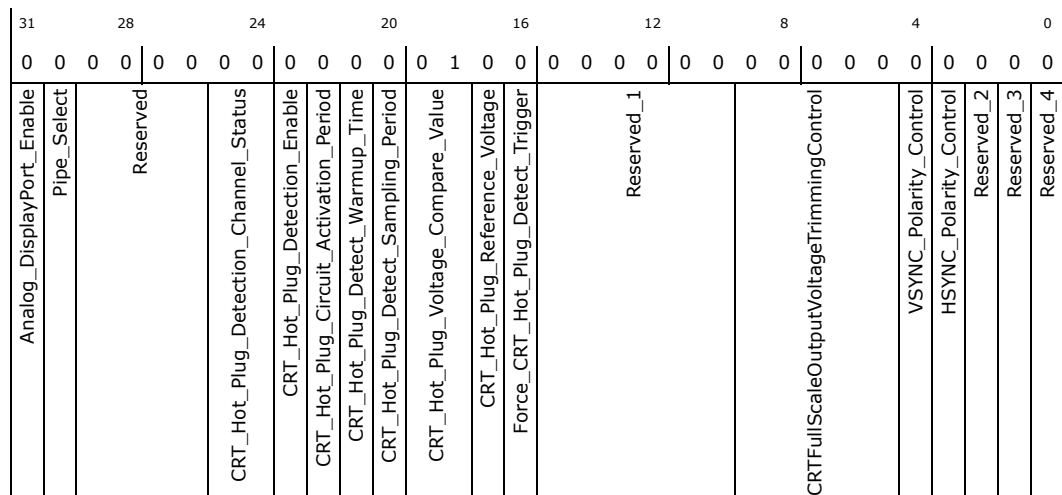 31 28 24 20 16 12 8 4 0
0 0 0 0 0 0 0 0 0 0 0 0 0 1 0 0 0 0 0 0 0 0 0 0 0 0 0 0 0 0 0 0
Analog_DisplayPort_Enable
Pipe_Select
Reserved
CRT_Hot_Plug_Detection_Channel_Status
CRT_Hot_Plug_Detection_Enable
CRT_Hot_Plug_Circuit_Activation_Period
CRT_Hot_Plug_Detect_Warmup_Time
CRT_Hot_Plug_Detect_Sampling_Period
CRT_Hot_Plug_Voltage_Compare_Value
CRT_Hot_Plug_Reference_Voltage
Force_CRT_Hot_Plug_Detect_Trigger
Reserved_1
CRTFullScaleOutputVoltageTrimmingControl
VSYNC_Polarity_Control
HSYNC_Polarity_Control
Reserved_2
Reserved_3
Reserved_4